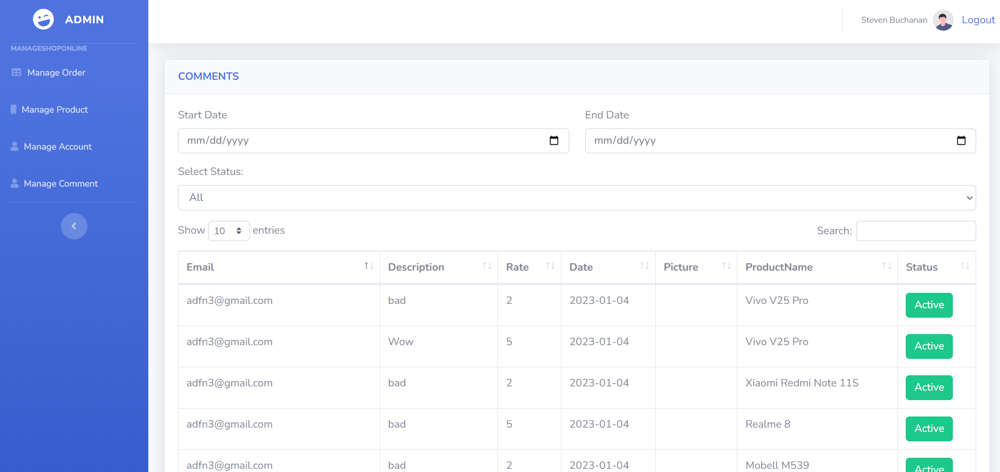 ADMIN
Steven Buchanan Logout
MANAGESHOPONLINE
Manage Order
Manage Product
Manage Account
Manage Comment
COMMENTS
Start Date End Date
mm/dd/yyyy mm/dd/yyyy
Select Status:
All
Show 10 entries Search:
Email Description Rate Date Picture ProductName Status
adfn3@gmail.com bad 2 2023-01-04 Vivo V25 Pro Active
adfn3@gmail.com Wow 5 2023-01-04 Vivo V25 Pro Active
adfn3@gmail.com bad 2 2023-01-04 Xiaomi Redmi Note 11S Active
adfn3@gmail.com bad 5 2023-01-04 Realme 8 Active
adfn3@gmail.com bad 2 2023-01-04 Mobell M539 Active